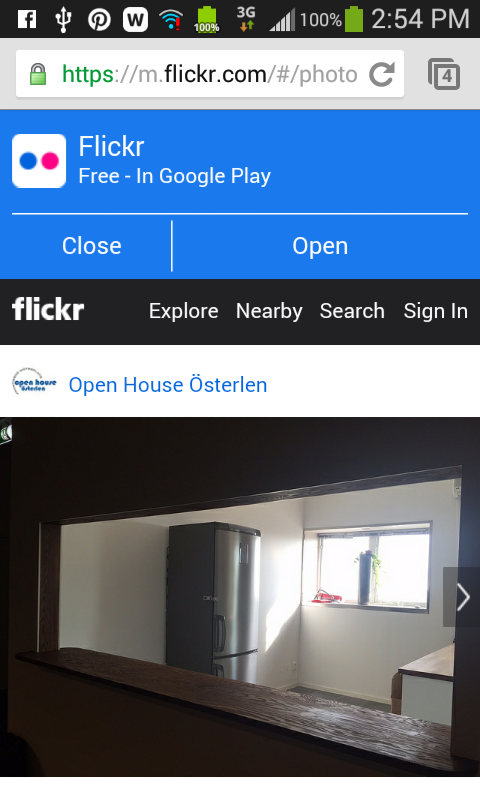 100%
3G
100%
2:54 PM
https://m.flickr.com/#/photo
4
Flickr
Free - In Google Play
Close
Open
flickr
Explore Nearby Search Sign In
open house
österlen
Open House Österlen